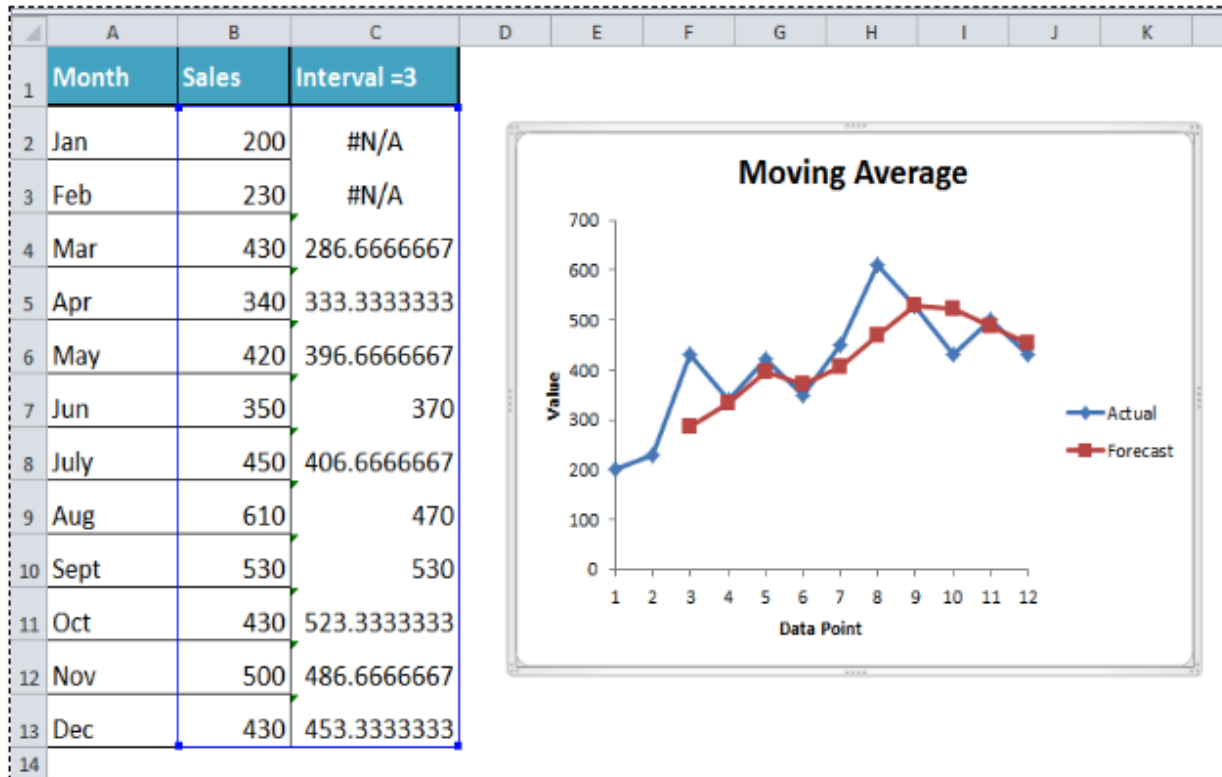 A B C D E F G H I J K
1 Month Sales Interval =3
2 Jan 200 #N/A
3 Feb 230 #N/A
4 Mar 430 286.6666667
5 Apr 340 333.3333333
6 May 420 396.6666667
7 Jun 350 370
8 July 450 406.6666667
9 Aug 610 470
10 Sept 530 530
11 Oct 430 523.3333333
12 Nov 500 486.6666667
13 Dec 430 453.3333333
14
Moving Average
700
600
500
400
300
200
100
0
Value
1 2 3 4 5 6 7 8 9 10 11 12
Data Point
Actual
Forecast